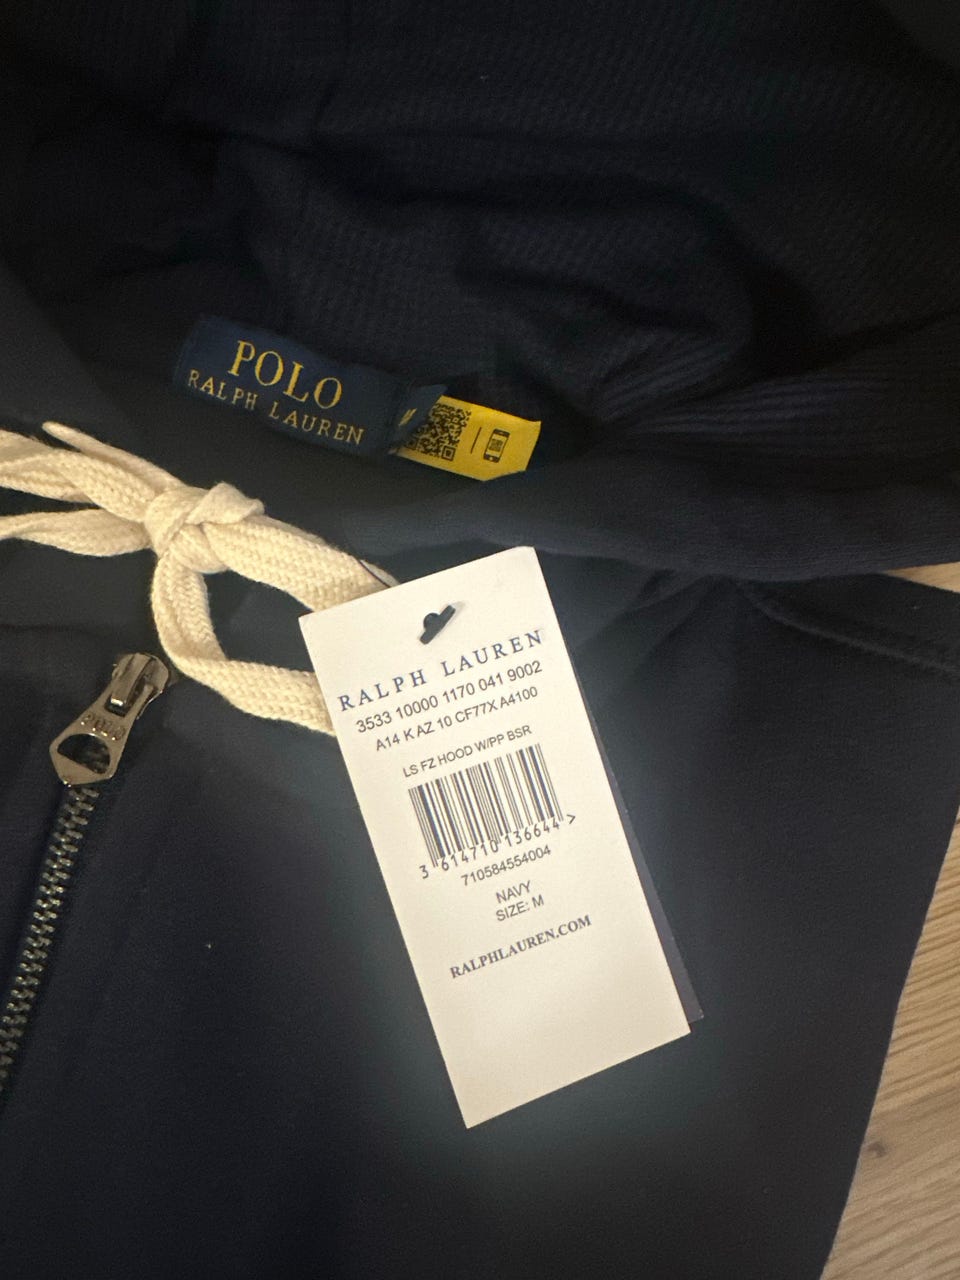 POLO
RALPH LAUREN
M
POLO
RALPH LAUREN
3533 10000 1170 041 9002
A14 K AZ 10 CF77X A4100
LS FZ HOOD W/PP BSR
3 614710 136644 >
710584554004
NAVY
SIZE: M
RALPHLAUREN.COM